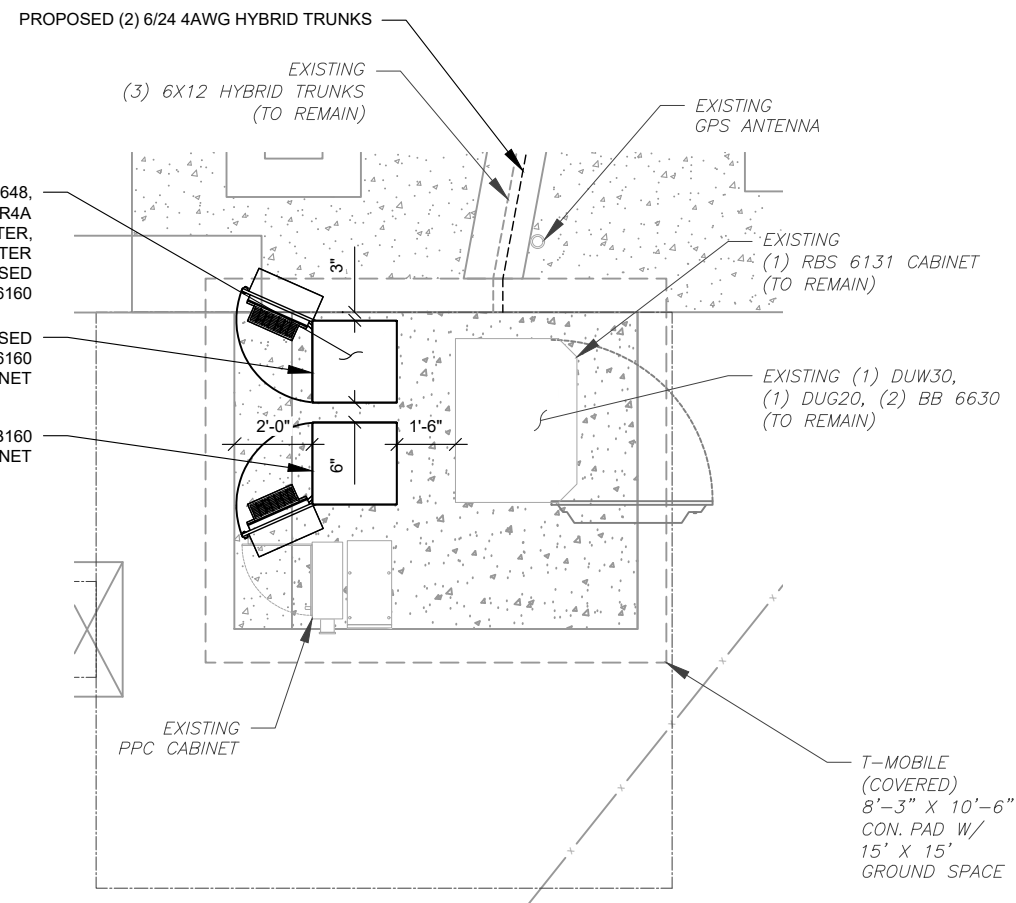 PROPOSED (2) 6/24 4AWG HYBRID TRUNKS
EXISTING
(3) 6X12 HYBRID TRUNKS
(TO REMAIN)
EXISTING
GPS ANTENNA
648,
R4A
TER,
TER
SED
6160
SED
6160
NET
3160
NET
EXISTING
(1) RBS 6131 CABINET
(TO REMAIN)
EXISTING (1) DUW30,
(1) DUG20, (2) BB 6630
(TO REMAIN)
3"
2'-0"
6"
1'-6"
EXISTING
PPC CABINET
T-MOBILE
(COVERED)
8'-3" X 10'-6"
CON. PAD W/
15' X 15'
GROUND SPACE